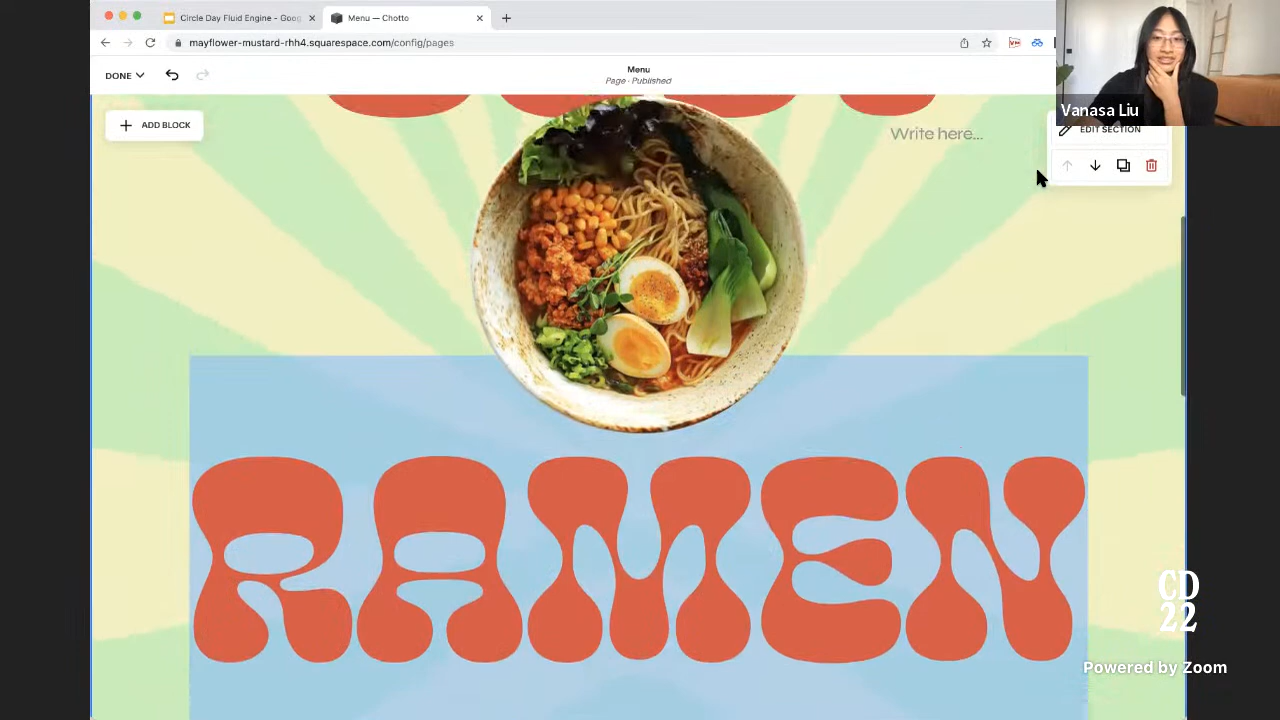 Circle Day Fluid Engine - Goog
Menu — Chotto
mayflower-mustard-rhh4.squarespace.com/config/pages
DONE
Menu
Page · Published
Vanasa Liu
ADD BLOCK
Write here...
EDIT SECTION
RAMEN
CD
22
Powered by Zoom